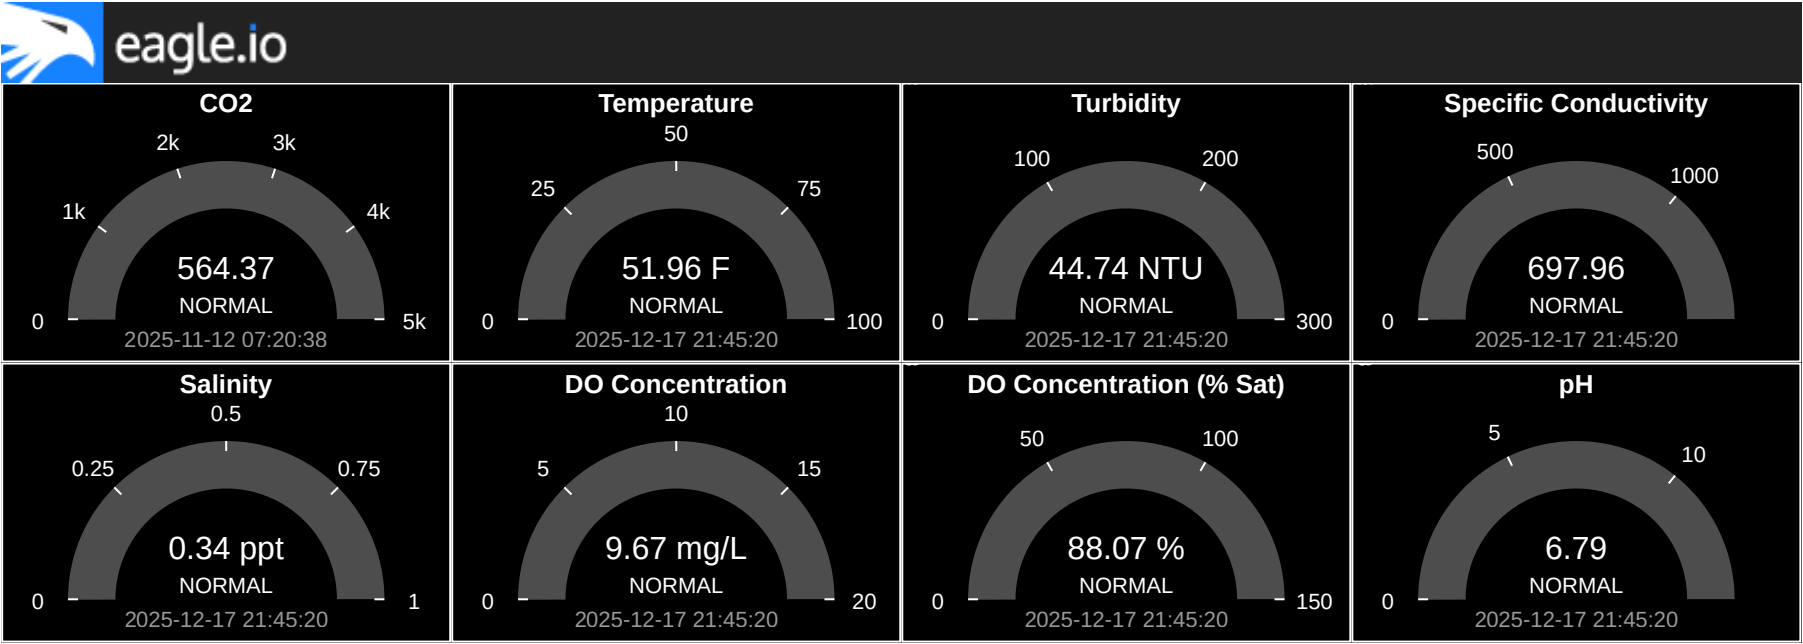 eagle.io
CO2
2k
3k
1k
4k
564.37
NORMAL
0
5k
2025-11-12 07:20:38
Temperature
50
25
75
51.96 F
NORMAL
0
100
2025-12-17 21:45:20
Turbidity
100
200
44.74 NTU
NORMAL
0
300
2025-12-17 21:45:20
Specific Conductivity
500
1000
697.96
NORMAL
0
2025-12-17 21:45:20
Salinity
0.5
0.25
0.75
0.34 ppt
NORMAL
0
1
2025-12-17 21:45:20
DO Concentration
10
5
15
9.67 mg/L
NORMAL
0
20
2025-12-17 21:45:20
DO Concentration (% Sat)
50
100
88.07 %
NORMAL
0
150
2025-12-17 21:45:20
pH
5
10
6.79
NORMAL
0
2025-12-17 21:45:20